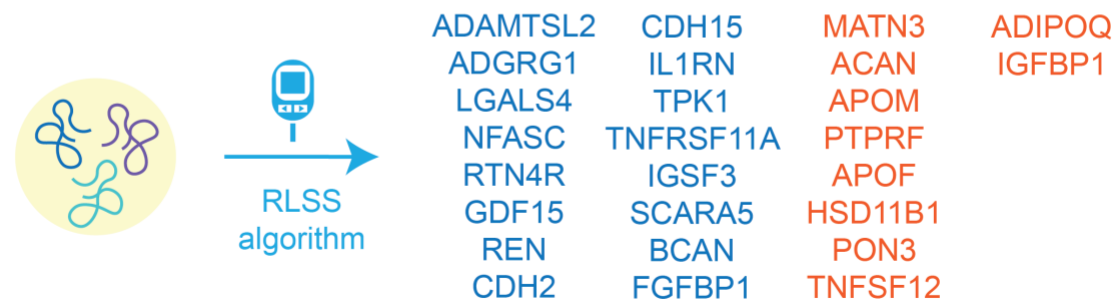 RLSS
algorithm
ADAMTSL2 CDH15 MATN3 ADIPOQ
ADGRG1 IL1RN ACAN IGFBP1
LGALS4 TPK1 APOM
NFASC TNFRSF11A PTPRF
RTN4R IGSF3 APOF
GDF15 SCARA5 HSD11B1
REN BCAN PON3
CDH2 FGFBP1 TNFSF12